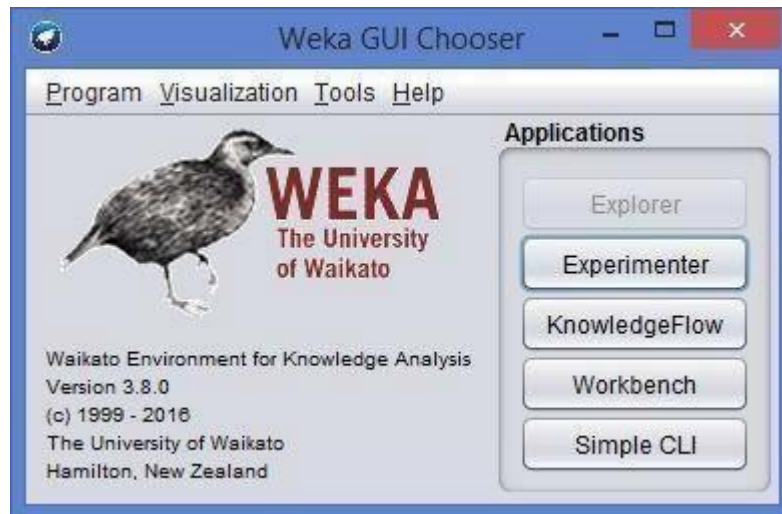 Weka GUI Chooser
Program Visualization Tools Help
WEKA
The University
of Waikato
Waikato Environment for Knowledge Analysis
Version 3.8.0
(c) 1999 - 2016
The University of Waikato
Hamilton, New Zealand
Applications
Explorer
Experimenter
KnowledgeFlow
Workbench
Simple CLI